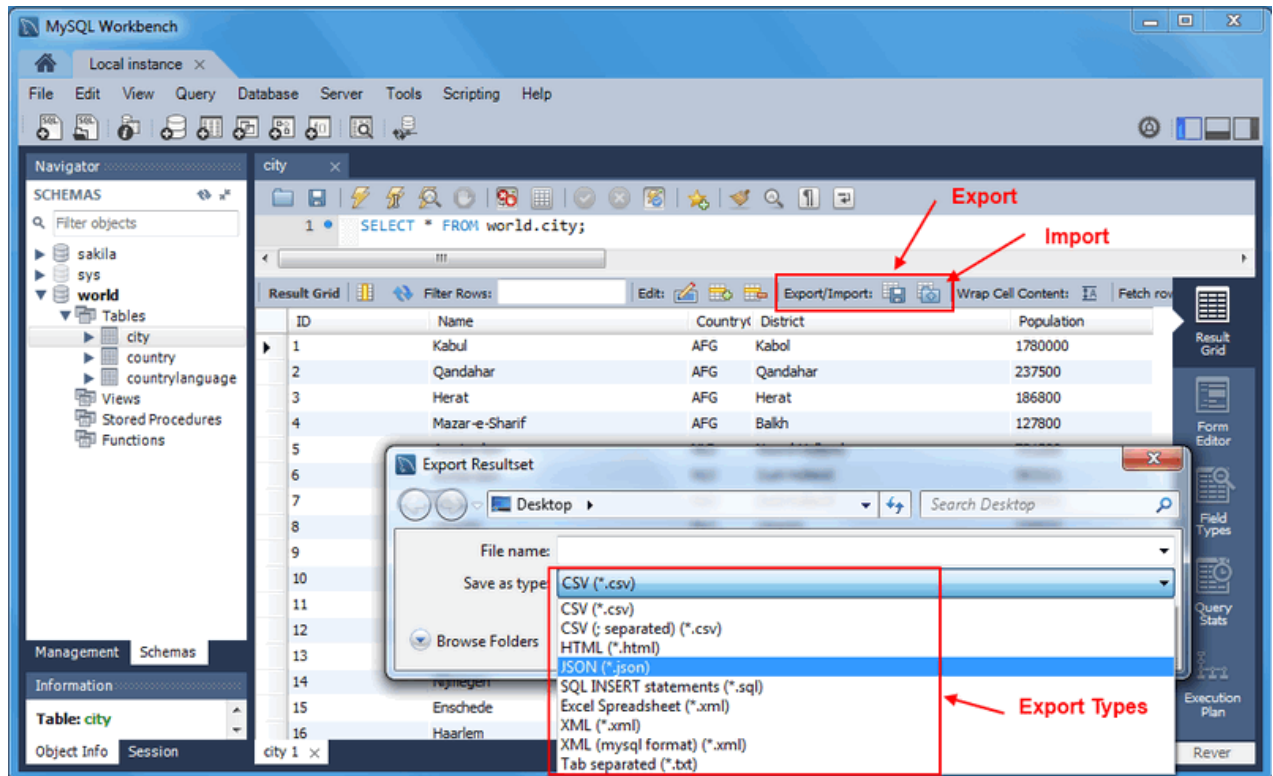 MySQL Workbench
Local instance
File Edit View Query Database Server Tools Scripting Help
Navigator
SCHEMAS
Filter objects
sakila
sys
world
Tables
city
country
countrylanguage
Views
Stored Procedures
Functions
Management Schemas
Information
Table: city
Object Info Session
city
1 SELECT * FROM world.city;
Export
Import
Result Grid Filter Rows: Edit: Export/Import: Wrap Cell Content: Fetch row
ID Name Country District Population
1 Kabul AFG Kabol 1780000
2 Qandahar AFG Qandahar 237500
3 Herat AFG Herat 186800
4 Mazar-e-Sharif AFG Balkh 127800
5
6
7
8
9
10
11
12
13
14 Nijmegen
15 Enschede
16 Haarlem
city 1
Export Resultset
Desktop
Search Desktop
File name:
Save as type: CSV (*.csv)
Browse Folders
CSV (*.csv)
CSV (; separated) (*.csv)
HTML (*.html)
JSON (*.json)
SQL INSERT statements (*.sql)
Excel Spreadsheet (*.xml)
XML (*.xml)
XML (mysql format) (*.xml)
Tab separated (*.txt)
Export Types
Result
Grid
Form
Editor
Field
Types
Query
Stats
Execution
Plan
Rever